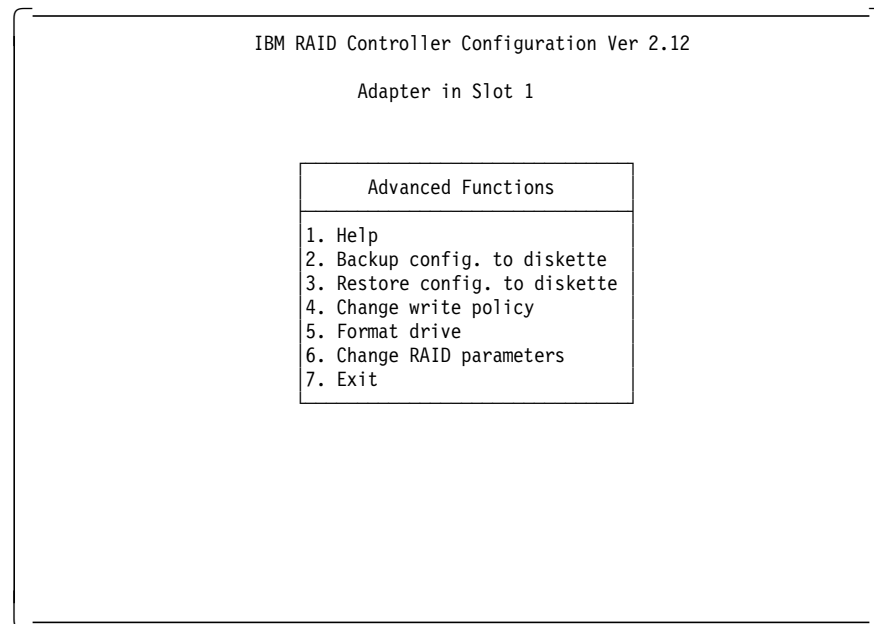 IBM RAID Controller Configuration Ver 2.12
Adapter in Slot 1
Advanced Functions
1. Help
2. Backup config. to diskette
3. Restore config. to diskette
4. Change write policy
5. Format drive
6. Change RAID parameters
7. Exit